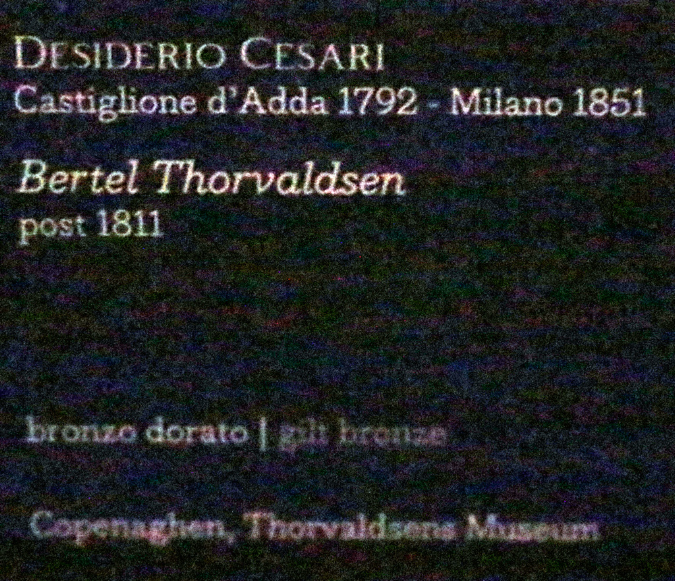 DESIDERIO CESARI
Castiglione d'Adda 1792 - Milano 1851
Bertel Thorvaldsen
post 1811
bronzo dorato | gilt bronze
Copenaghen, Thorvaldsens Museum